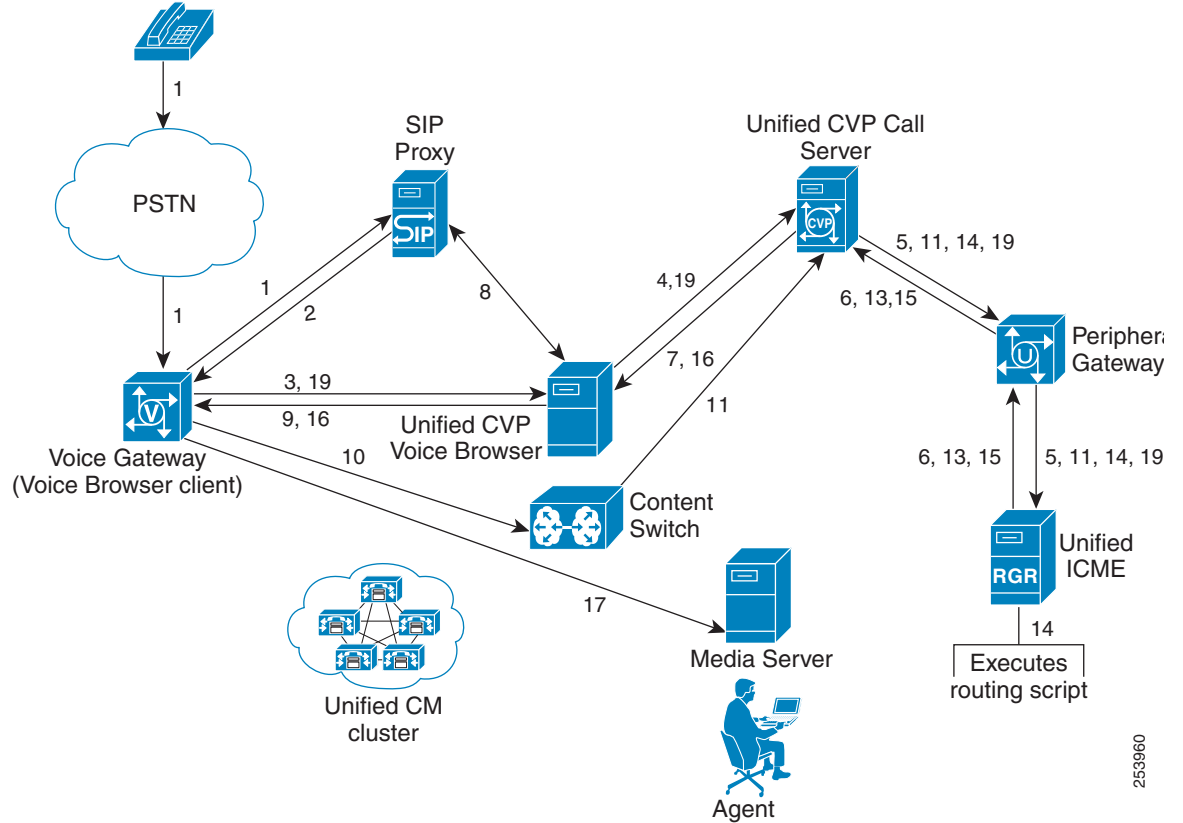 1
SIP
Proxy
Unified CVP Call
Server
PSTN
SIP
CVP
5, 11, 14, 19
1
2
8
4,19
6, 13,15
1
7, 16
U
Periphera
Gateway
3, 19
11
V
9, 16
Unified CVP
Voice Browser
10
Voice Gateway
(Voice Browser client)
6, 13, 15
5, 11, 14, 19
Content
Switch
Unified
ICME
RGR
17
14
Media Server
Executes
routing script
Unified CM
cluster
253960
Agent